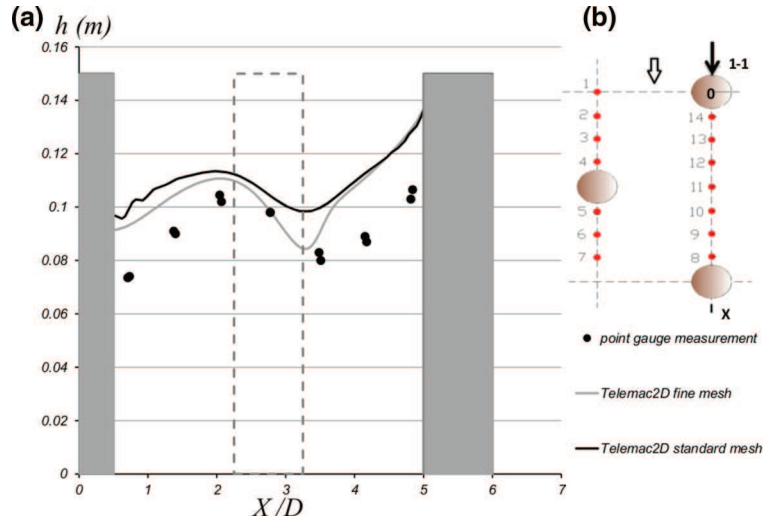 (a)
h (m)
0.16
0.14
0.12
0.1
0.08
0.06
0.04
0.02
0
0 1 2 3 4 5 6 7
X/D
(b)
1-1
1
0
2
14
3
13
4
12
11
5
10
6
9
7
8
X
point gauge measurement
Telemac2D fine mesh
Telemac2D standard mesh